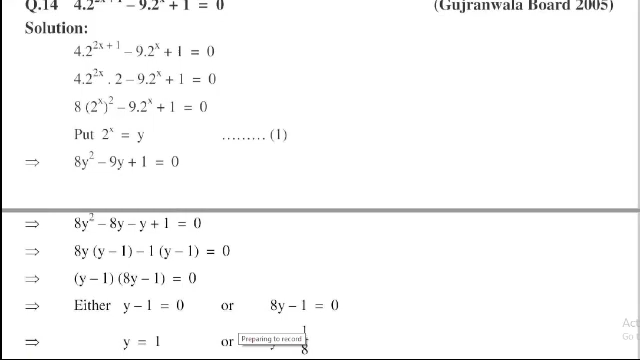 Q.14 4.2^{2x+1} – 9.2^x + 1 = 0 (Gujranwala Board 2005)
Solution:
4.2^{2x + 1} – 9.2^x + 1 = 0
4.2^{2x} . 2 – 9.2^x + 1 = 0
8 (2^x)^2 – 9.2^x + 1 = 0
Put 2^x = y ......... (1)
⇒ 8y^2 – 9y + 1 = 0
⇒ 8y^2 – 8y – y + 1 = 0
⇒ 8y (y – 1) – 1 (y – 1) = 0
⇒ (y – 1) (8y – 1) = 0
⇒ Either y – 1 = 0 or 8y – 1 = 0
⇒ y = 1 or 1/8
Preparing to record
Go